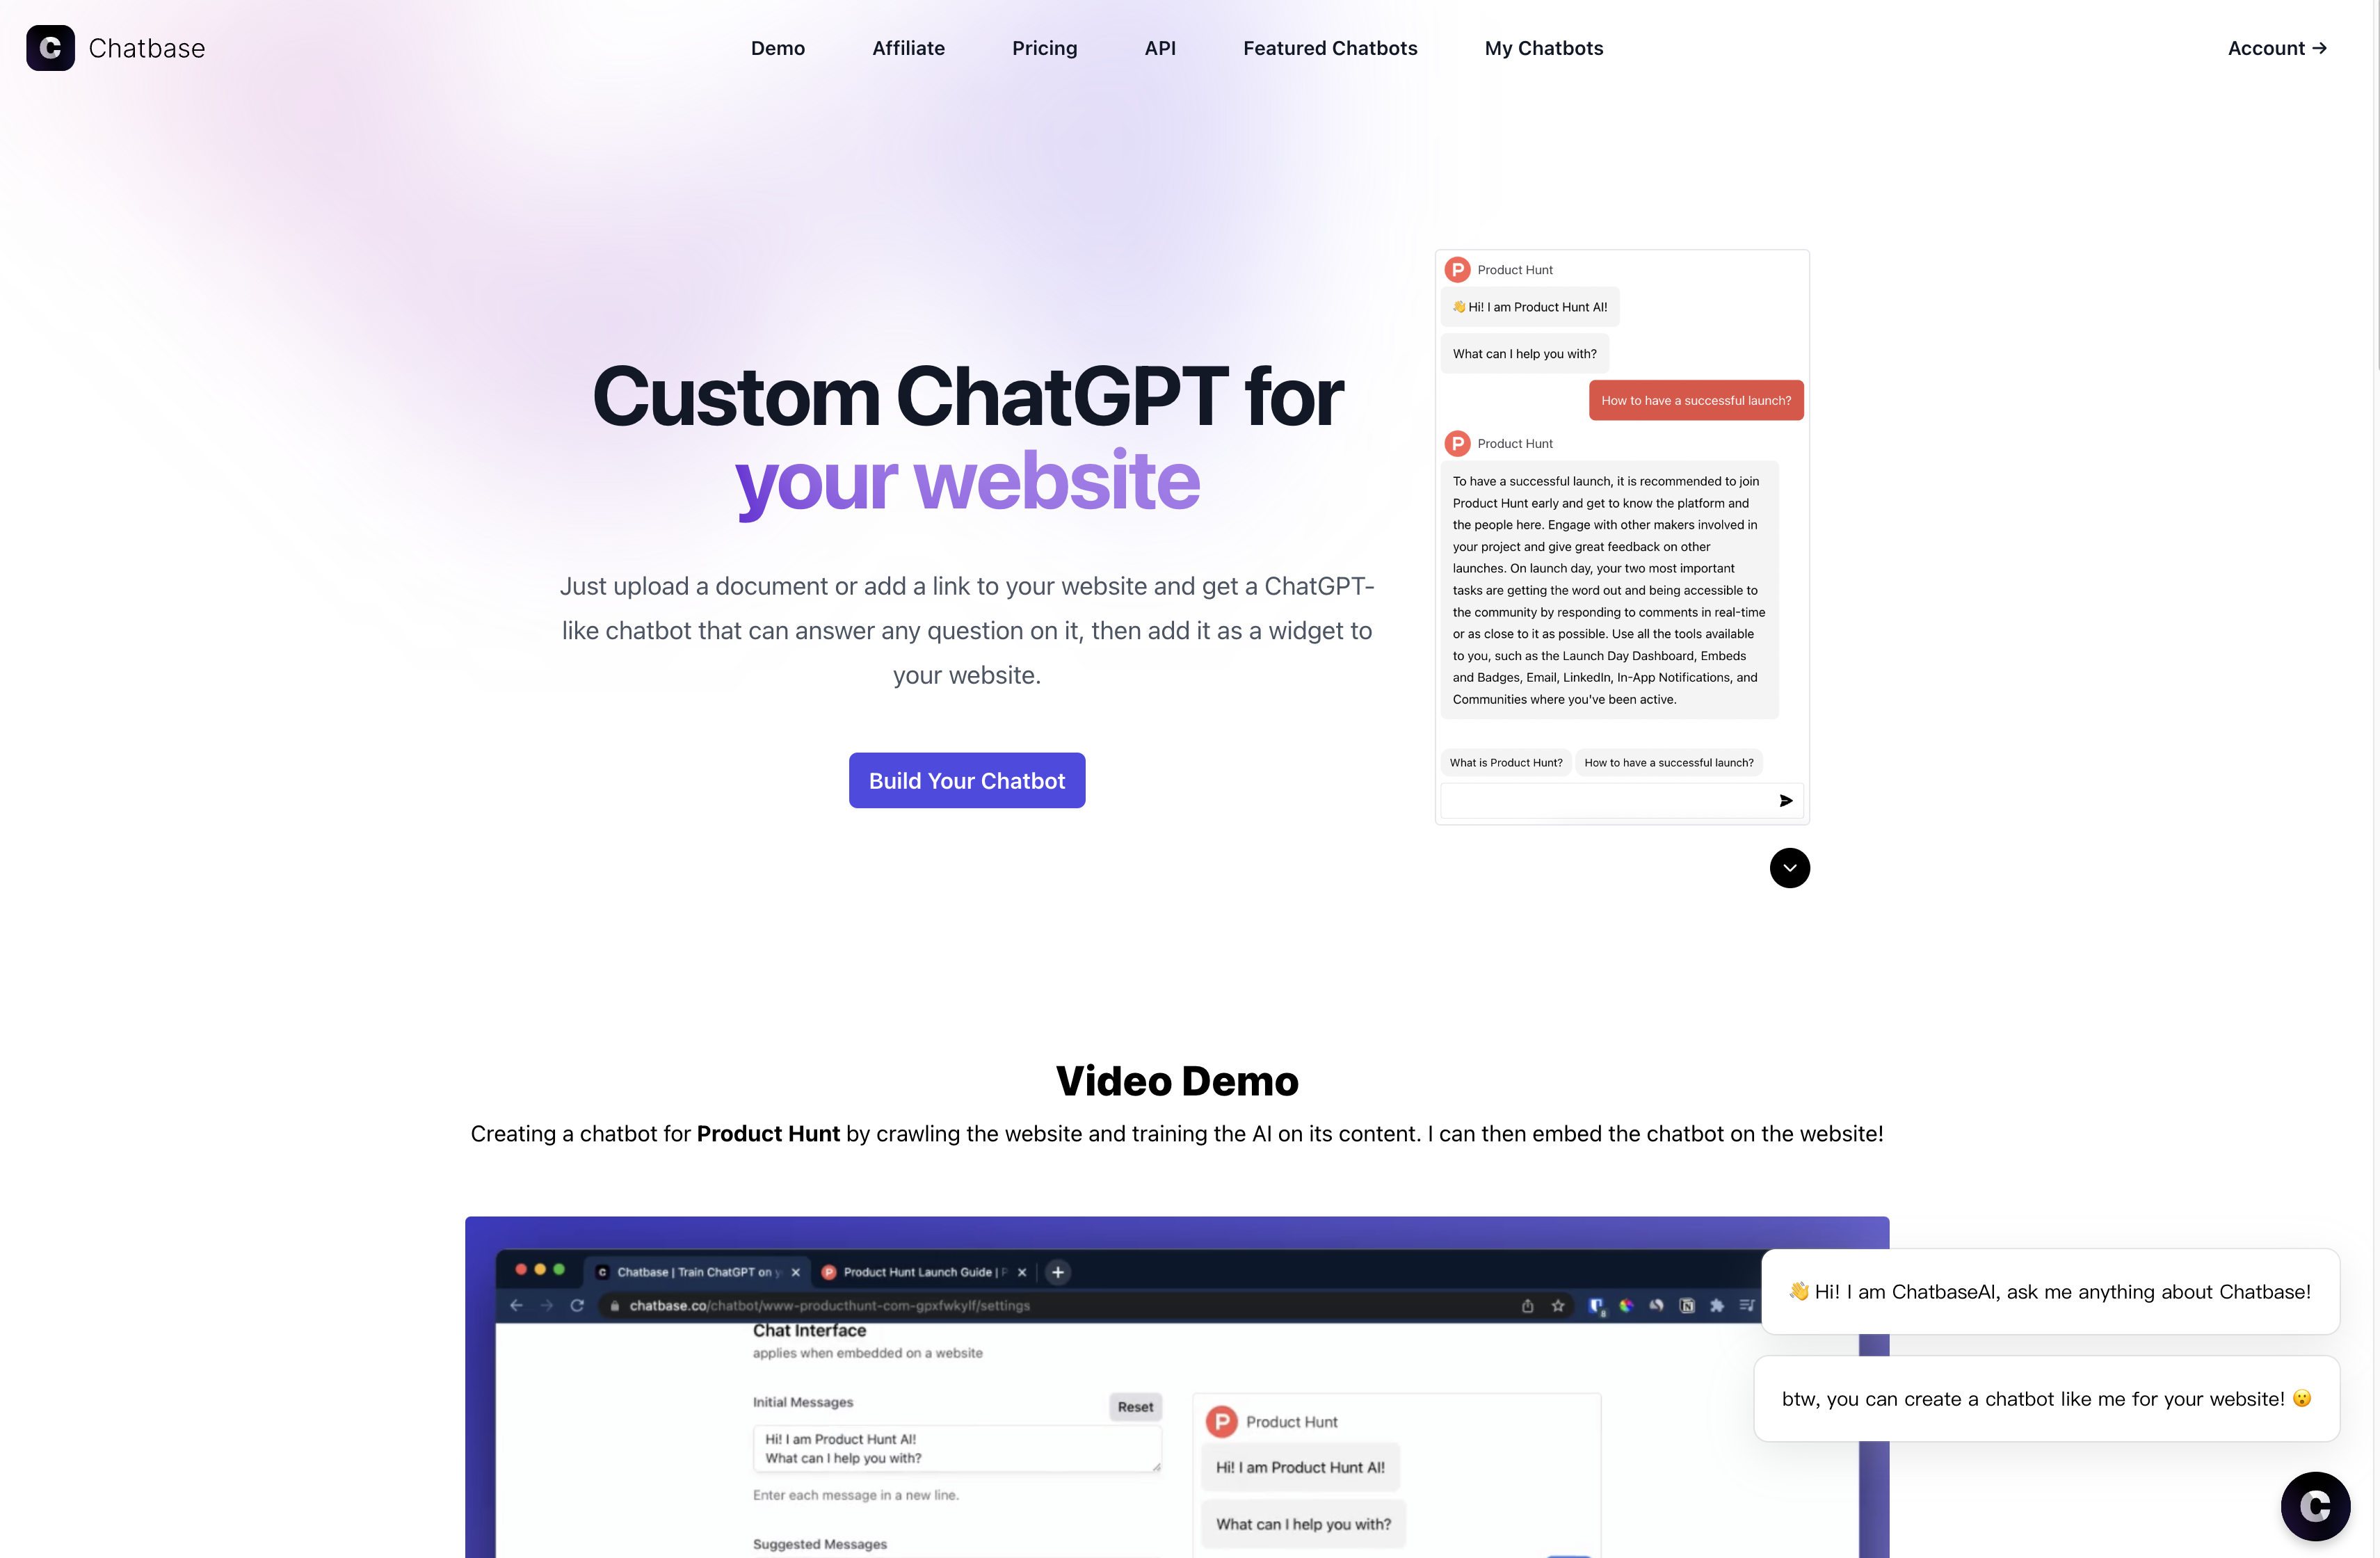 Chatbase
Demo
Affiliate
Pricing
API
Featured Chatbots
My Chatbots
Account →
Custom ChatGPT for
your website
Just upload a document or add a link to your website and get a ChatGPT-
like chatbot that can answer any question on it, then add it as a widget to
your website.
Build Your Chatbot
Product Hunt
👋 Hi! I am Product Hunt AI!
What can I help you with?
How to have a successful launch?
Product Hunt
To have a successful launch, it is recommended to join
Product Hunt early and get to know the platform and
the people here. Engage with other makers involved in
your project and give great feedback on other
launches. On launch day, your two most important
tasks are getting the word out and being accessible to
the community by responding to comments in real-time
or as close to it as possible. Use all the tools available
to you, such as the Launch Day Dashboard, Embeds
and Badges, Email, LinkedIn, In-App Notifications, and
Communities where you've been active.
What is Product Hunt?
How to have a successful launch?
Video Demo
Creating a chatbot for Product Hunt by crawling the website and training the AI on its content. I can then embed the chatbot on the website!
Chatbase | Train ChatGPT on y
Product Hunt Launch Guide | P
chatbase.co/chatbot/www-producthunt-com-gpxfwkylf/settings
Chat Interface
applies when embedded on a website
Initial Messages
Reset
Hi! I am Product Hunt AI!
What can I help you with?
Enter each message in a new line.
Suggested Messages
Product Hunt
Hi! I am Product Hunt AI!
What can I help you with?
👋 Hi! I am ChatbaseAI, ask me anything about Chatbase!
btw, you can create a chatbot like me for your website! 😮